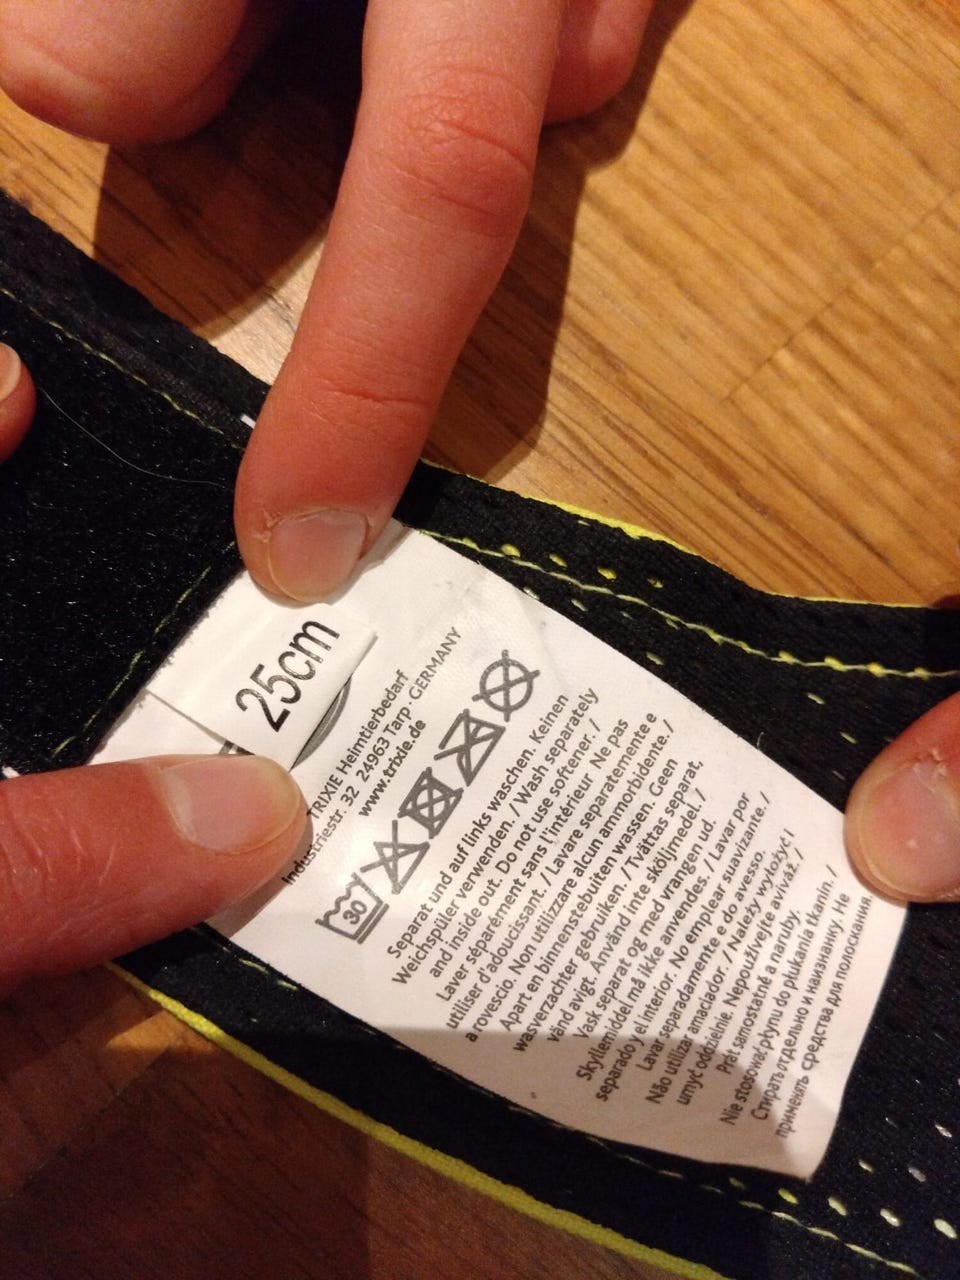 25cm
TRIXIE Heimtierbedarf
Industriestr. 32 24963 Tarp · GERMANY
www.trixie.de
30
Separat und auf links waschen. Keinen
Weichspüler verwenden. / Wash separately
and inside out. Do not use softener. /
Laver séparément sans l'intérieur Ne pas
utiliser d'adoucissant. / Lavare separatamente e
a rovescio. Non utilizzare alcun ammorbidente. /
Apart en binnenstebuiten wassen. Geen
wasverzachter gebruiken. / Tvättas separat,
vänd avigt. Använd inte sköljmedel. /
Vask separat og med vrangen ud.
Skyllemiddel må ikke anvendes. / Lavar por
separado y el interior. No emplear suavizante. /
Lavar separadamente e do avesso.
Não utilizar amaciador. / Należy wyłożyć i
umyć oddzielnie. Nepoužívejte aviváž. /
Prát samostatně a naruby.
Nie stosować płynu do płukania tkanin. /
Стирать отдельно и наизнанку. Не
применять средства для полоскания.